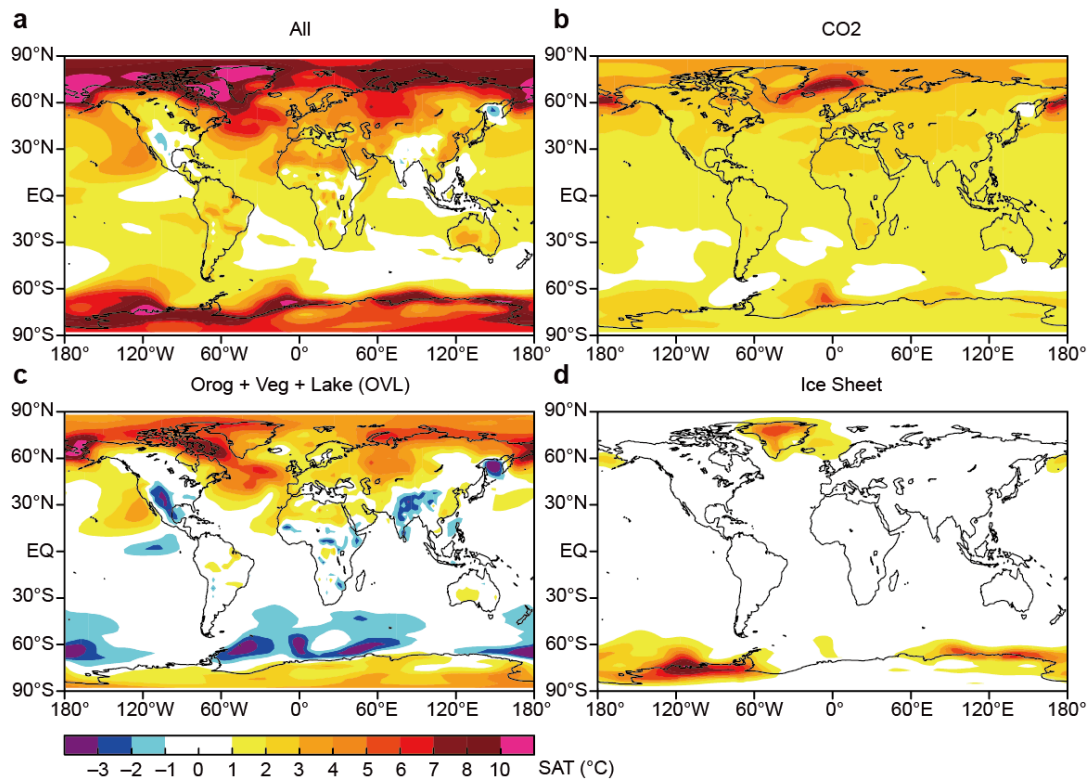 a All
b CO2
90°N
60°N
30°N
EQ
30°S
60°S
90°S
180° 120°W 60°W 0° 60°E 120°E 180°
90°N
60°N
30°N
EQ
30°S
60°S
90°S
180° 120°W 60°W 0° 60°E 120°E 180°
c Orog + Veg + Lake (OVL)
d Ice Sheet
90°N
60°N
30°N
EQ
30°S
60°S
90°S
180° 120°W 60°W 0° 60°E 120°E 180°
90°N
60°N
30°N
EQ
30°S
60°S
90°S
180° 120°W 60°W 0° 60°E 120°E 180°
–3 –2 –1 0 1 2 3 4 5 6 7 8 10 SAT (°C)